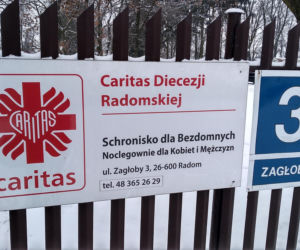 CARITAS
caritas
Caritas Diecezji
Radomskiej
Schronisko dla Bezdomnych
Noclegownie dla Kobiet i Mężczyzn
ul. Zagłoby 3, 26-600 Radom
tel. 48 365 26 29
3
ZAGŁOB